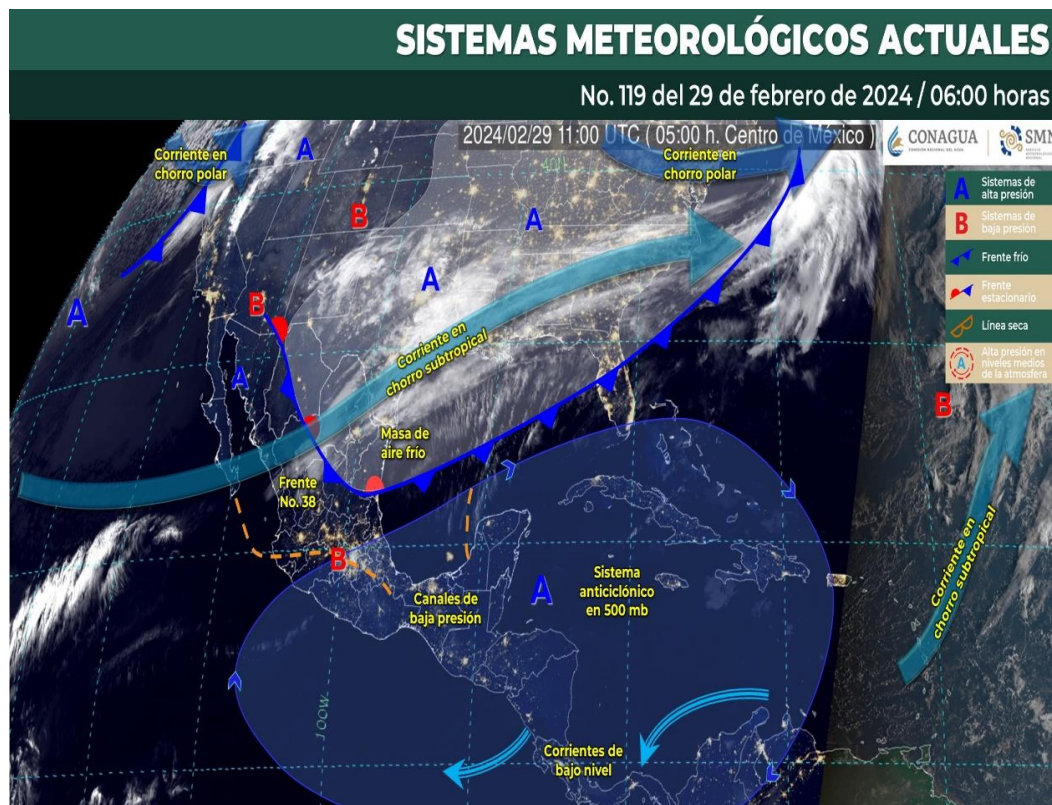 SISTEMAS METEOROLÓGICOS ACTUALES
No. 119 del 29 de febrero de 2024 / 06:00 horas
2024/02/29 11:00 UTC ( 05:00 h. Centro de México )
CONAGUA
COMISIÓN NACIONAL DEL AGUA
SMN
Corriente en
chorro polar
A
Corriente en
chorro polar
A
Sistemas de
alta presión
B
Sistemas de
baja presión
Frente frío
Frente
estacionario
Línea seca
A
Alta presión en
niveles medios
de la atmosfera
B
A
A
A
B
A
Corriente en
chorro subtropical
B
Masa de
aire frío
Frente
No. 38
B
Canales de
baja presión
A
Sistema
anticiclónico
en 500 mb
Corriente en
chorro subtropical
100W
Corrientes de
bajo nivel